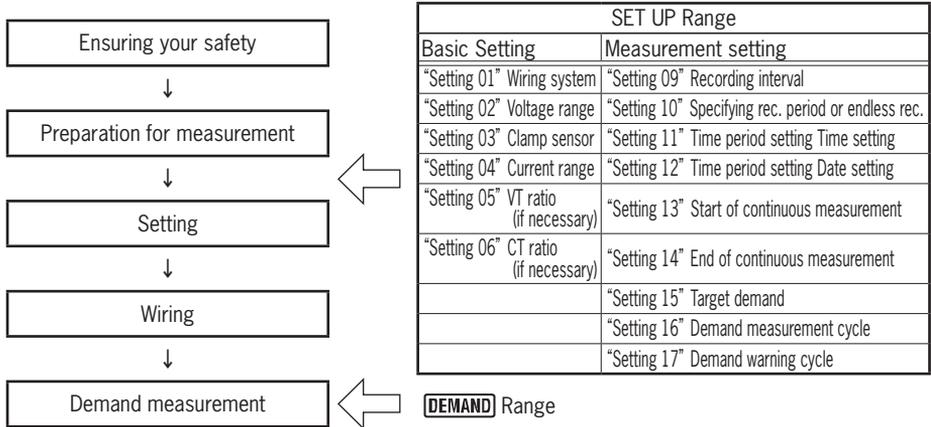 Ensuring your safety
↓
Preparation for measurement
↓
Setting
↓
Wiring
↓
Demand measurement
SET UP Range
Basic Setting Measurement setting
“Setting 01” Wiring system “Setting 09” Recording interval
“Setting 02” Voltage range “Setting 10” Specifying rec. period or endless rec.
“Setting 03” Clamp sensor “Setting 11” Time period setting Time setting
“Setting 04” Current range “Setting 12” Time period setting Date setting
“Setting 05” VT ratio
(if necessary) “Setting 13” Start of continuous measurement
“Setting 06” CT ratio
(if necessary) “Setting 14” End of continuous measurement
“Setting 15” Target demand
“Setting 16” Demand measurement cycle
“Setting 17” Demand warning cycle
DEMAND Range